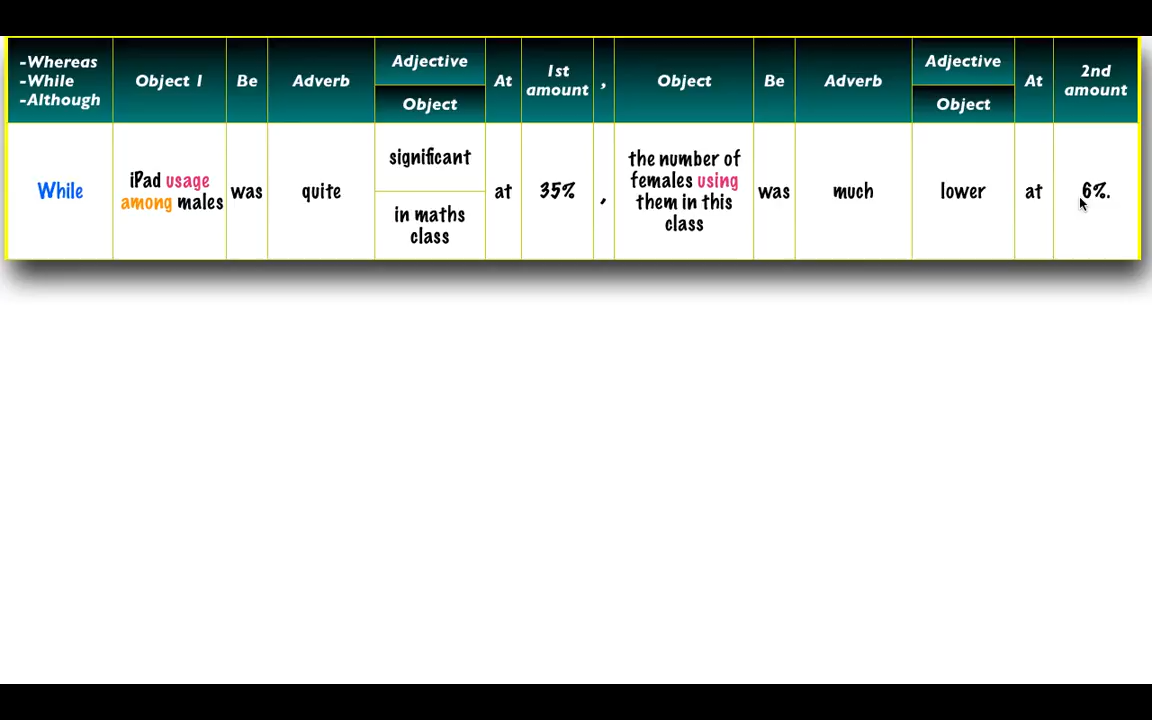 -Whereas
-While
-Although
Object 1
Be
Adverb
Adjective
Object
At
1st
amount
,
Object
Be
Adverb
Adjective
Object
At
2nd
amount
While
iPad usage
among males
was
quite
significant
in maths
class
at
35%
,
the number of
females using
them in this
class
was
much
lower
at
6%.